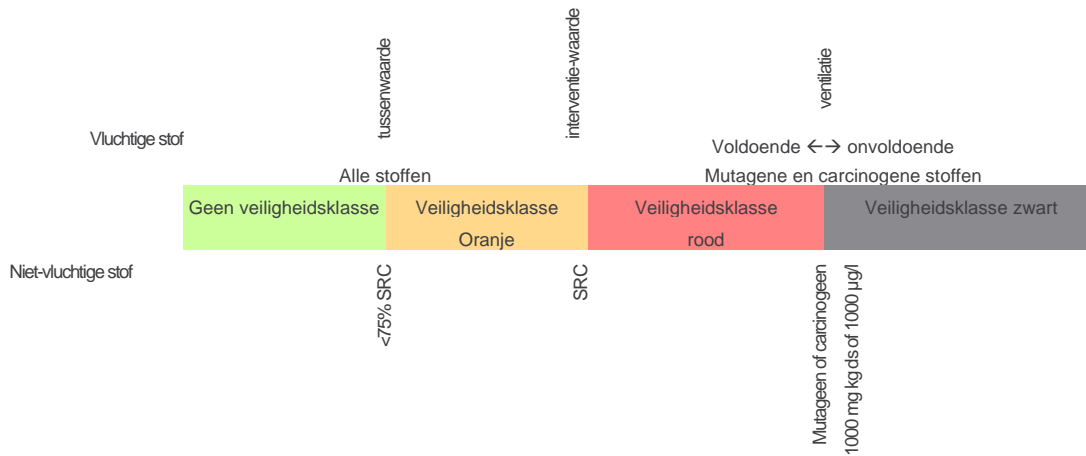 tussenwaarde
interventie-waarde
ventilatie
Vluchtige stof
Voldoende ←→ onvoldoende
Alle stoffen
Mutagene en carcinogene stoffen
Geen veiligheidsklasse
Veiligheidsklasse
Oranje
Veiligheidsklasse
rood
Veiligheidsklasse zwart
Niet-vluchtige stof
<75% SRC
SRC
Mutageen of carcinogeen
1000 mg kg ds of 1000 µg/l